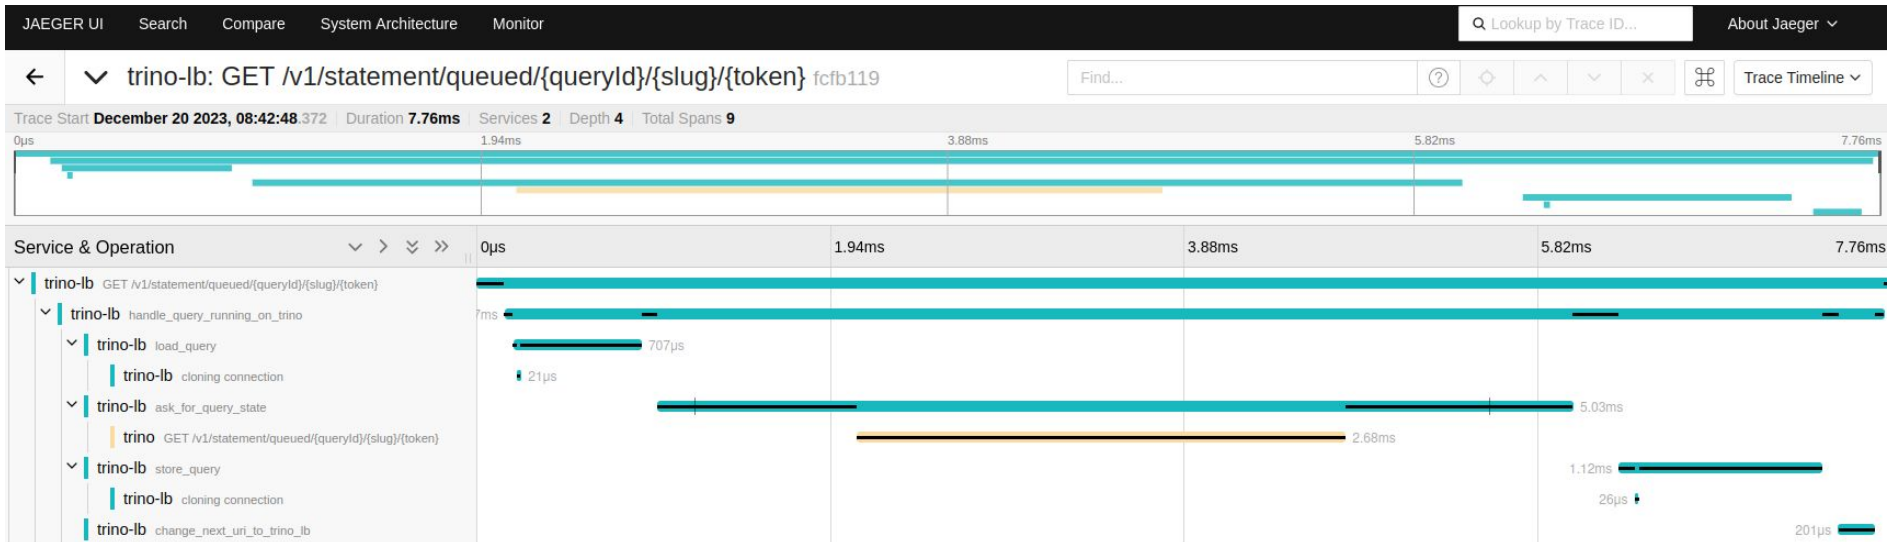 JAEGER UI Search Compare System Architecture Monitor Lookup by Trace ID... About Jaeger
trino-lb: GET /v1/statement/queued/{queryId}/{slug}/{token} fcfb119 Find... Trace Timeline
Trace Start December 20 2023, 08:42:48.372 Duration 7.76ms Services 2 Depth 4 Total Spans 9
0μs 1.94ms 3.88ms 5.82ms 7.76ms
Service & Operation 0μs 1.94ms 3.88ms 5.82ms 7.76ms
trino-lb GET /v1/statement/queued/{queryId}/{slug}/{token}
trino-lb handle_query_running_on_trino 7ms
trino-lb load_query 707μs
trino-lb cloning connection 21μs
trino-lb ask_for_query_state 5.03ms
trino GET /v1/statement/queued/{queryId}/{slug}/{token} 2.68ms
trino-lb store_query 1.12ms
trino-lb cloning connection 26μs
trino-lb change_next_uri_to_trino_lb 201μs